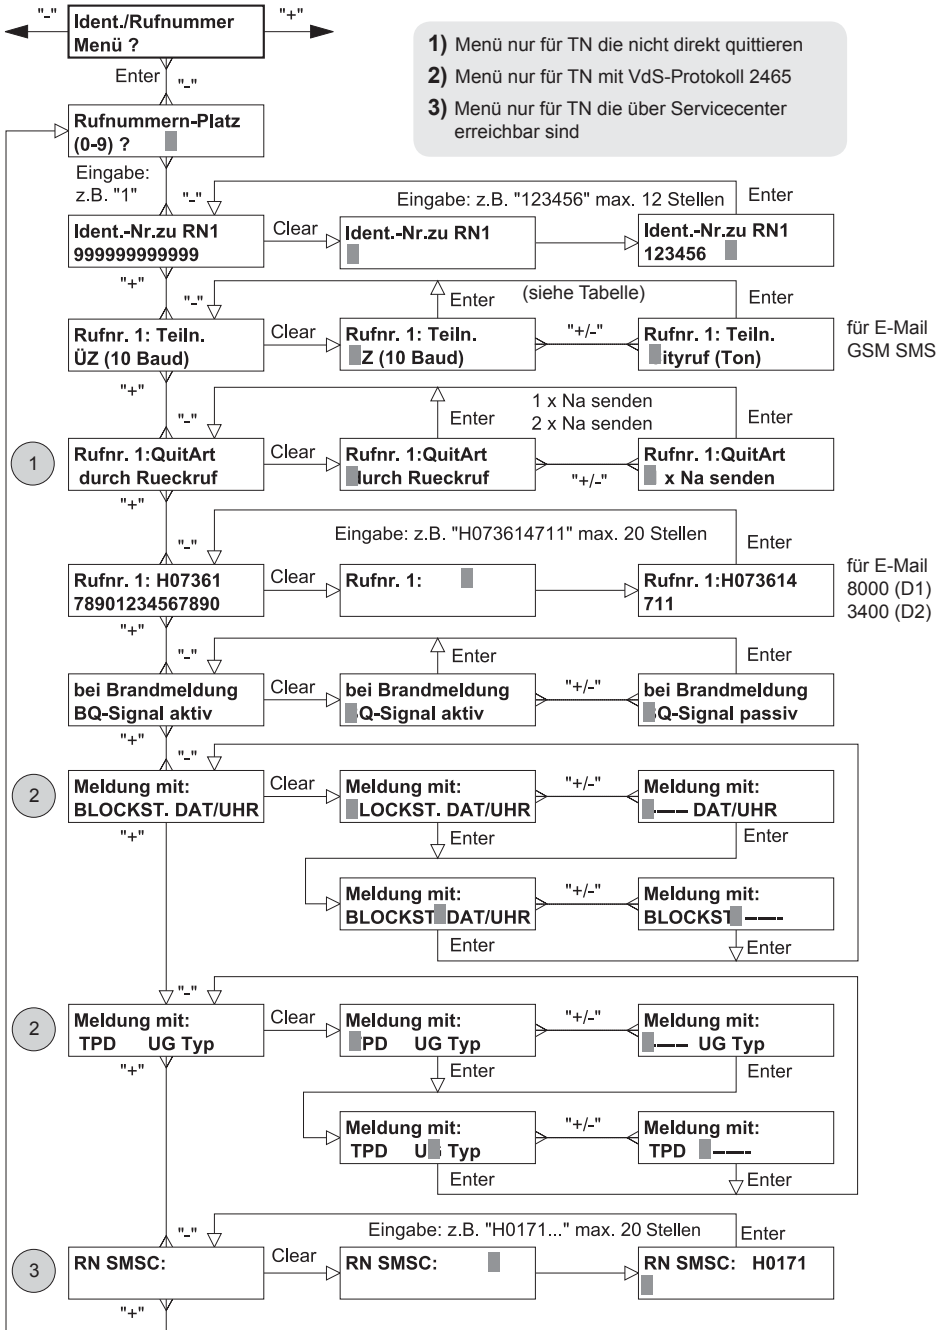 "-"
Ident./Rufnummer
Menü ?
"+"
1) Menü nur für TN die nicht direkt quittieren
2) Menü nur für TN mit VdS-Protokoll 2465
3) Menü nur für TN die über Servicecenter
erreichbar sind
Enter
"-"
Rufnummern-Platz
(0-9) ?
Eingabe:
z.B. "1"
"-"
Eingabe: z.B. "123456" max. 12 Stellen
Enter
Ident.-Nr.zu RN1
999999999999
Clear
Ident.-Nr.zu RN1
Ident.-Nr.zu RN1
123456
"+"
"-"
Enter
(siehe Tabelle)
Enter
Rufnr. 1: Teiln.
ÜZ (10 Baud)
Clear
Rufnr. 1: Teiln.
Z (10 Baud)
"+/-"
Rufnr. 1: Teiln.
ityruf (Ton)
für E-Mail
GSM SMS
"+"
"-"
Enter
1 x Na senden
2 x Na senden
Enter
1
Rufnr. 1:QuitArt
durch Rueckruf
Clear
Rufnr. 1:QuitArt
durch Rueckruf
"+/-"
Rufnr. 1:QuitArt
x Na senden
"+"
"-"
Eingabe: z.B. "H073614711" max. 20 Stellen
Enter
Rufnr. 1: H07361
78901234567890
Clear
Rufnr. 1:
Rufnr. 1:H073614
711
für E-Mail
8000 (D1)
3400 (D2)
"+"
"-"
Enter
Enter
bei Brandmeldung
BQ-Signal aktiv
Clear
bei Brandmeldung
BQ-Signal aktiv
"+/-"
bei Brandmeldung
BQ-Signal passiv
"+"
"-"
2
Meldung mit:
BLOCKST. DAT/UHR
Clear
Meldung mit:
LOCKST. DAT/UHR
"+/-"
Meldung mit:
---- DAT/UHR
"+"
Enter
Enter
Meldung mit:
BLOCKST DAT/UHR
"+/-"
Meldung mit:
BLOCKST ----
Enter
Enter
"-"
2
Meldung mit:
TPD UG Typ
Clear
Meldung mit:
PD UG Typ
"+/-"
Meldung mit:
---- UG Typ
"+"
Enter
Enter
Meldung mit:
TPD UG Typ
"+/-"
Meldung mit:
TPD ----
Enter
Enter
"-"
Eingabe: z.B. "H0171..." max. 20 Stellen
Enter
3
RN SMSC:
Clear
RN SMSC:
RN SMSC: H0171
"+"